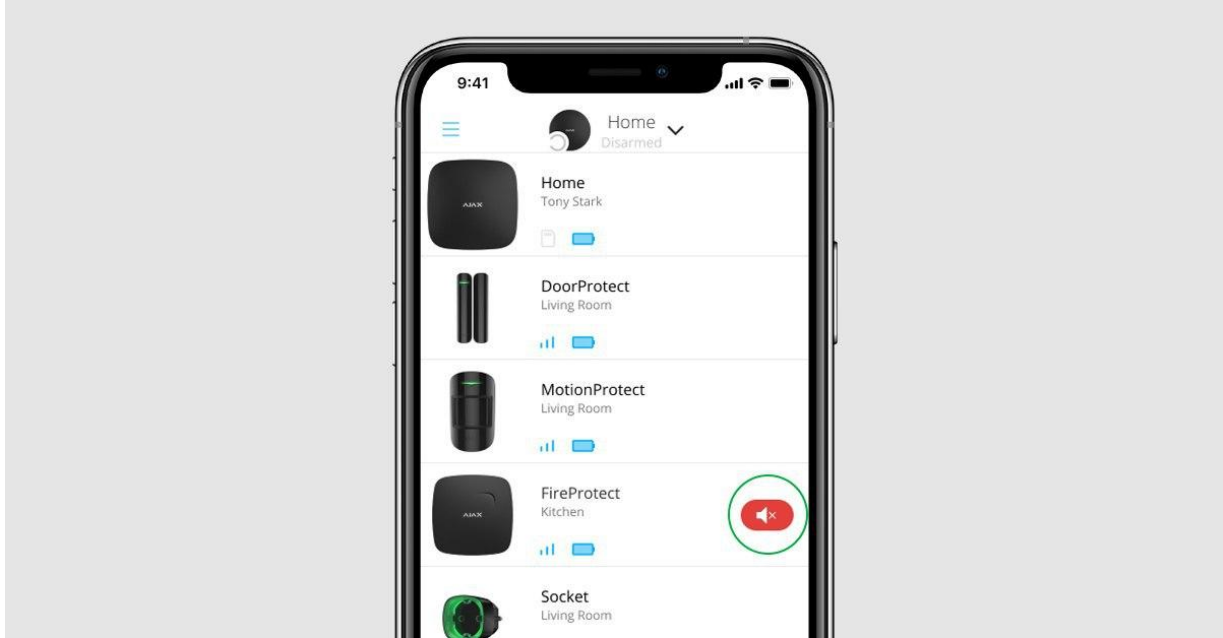 9:41
Home
Disarmed
AJAX
Home
Tony Stark
DoorProtect
Living Room
MotionProtect
Living Room
AJAX
FireProtect
Kitchen
Socket
Living Room